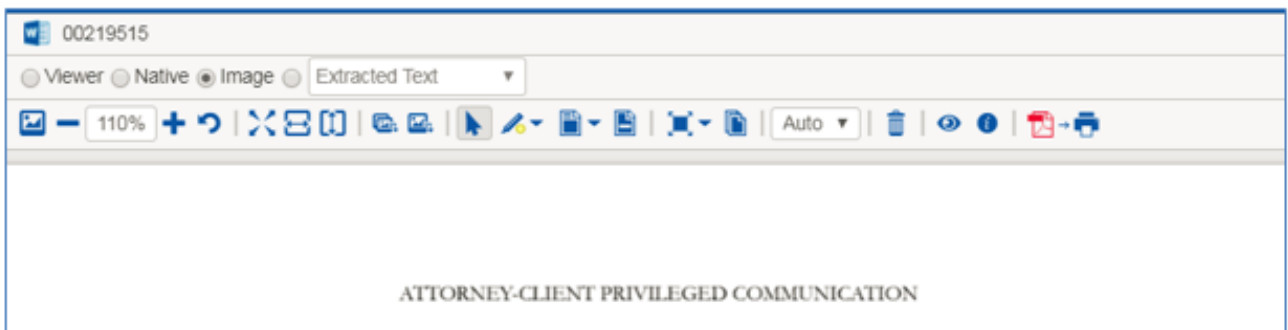 00219515
Viewer Native Image Extracted Text
110% Auto
ATTORNEY-CLIENT PRIVILEGED COMMUNICATION